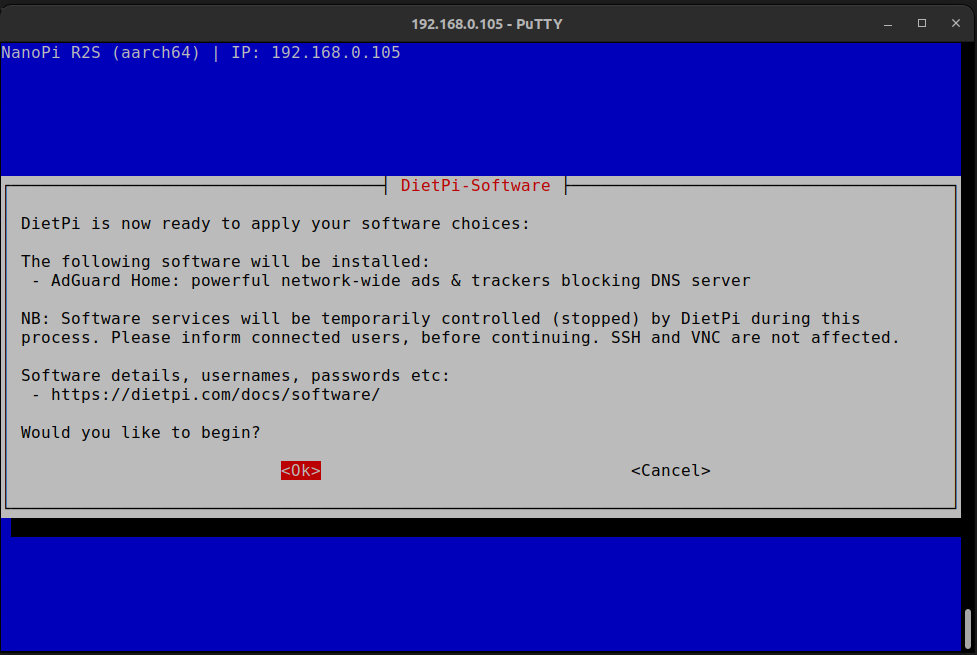 192.168.0.105 - PuTTY
NanoPi R2S (aarch64) | IP: 192.168.0.105
DietPi-Software
DietPi is now ready to apply your software choices:
The following software will be installed:
- AdGuard Home: powerful network-wide ads & trackers blocking DNS server
NB: Software services will be temporarily controlled (stopped) by DietPi during this
process. Please inform connected users, before continuing. SSH and VNC are not affected.
Software details, usernames, passwords etc:
- https://dietpi.com/docs/software/
Would you like to begin?
<Ok> <Cancel>